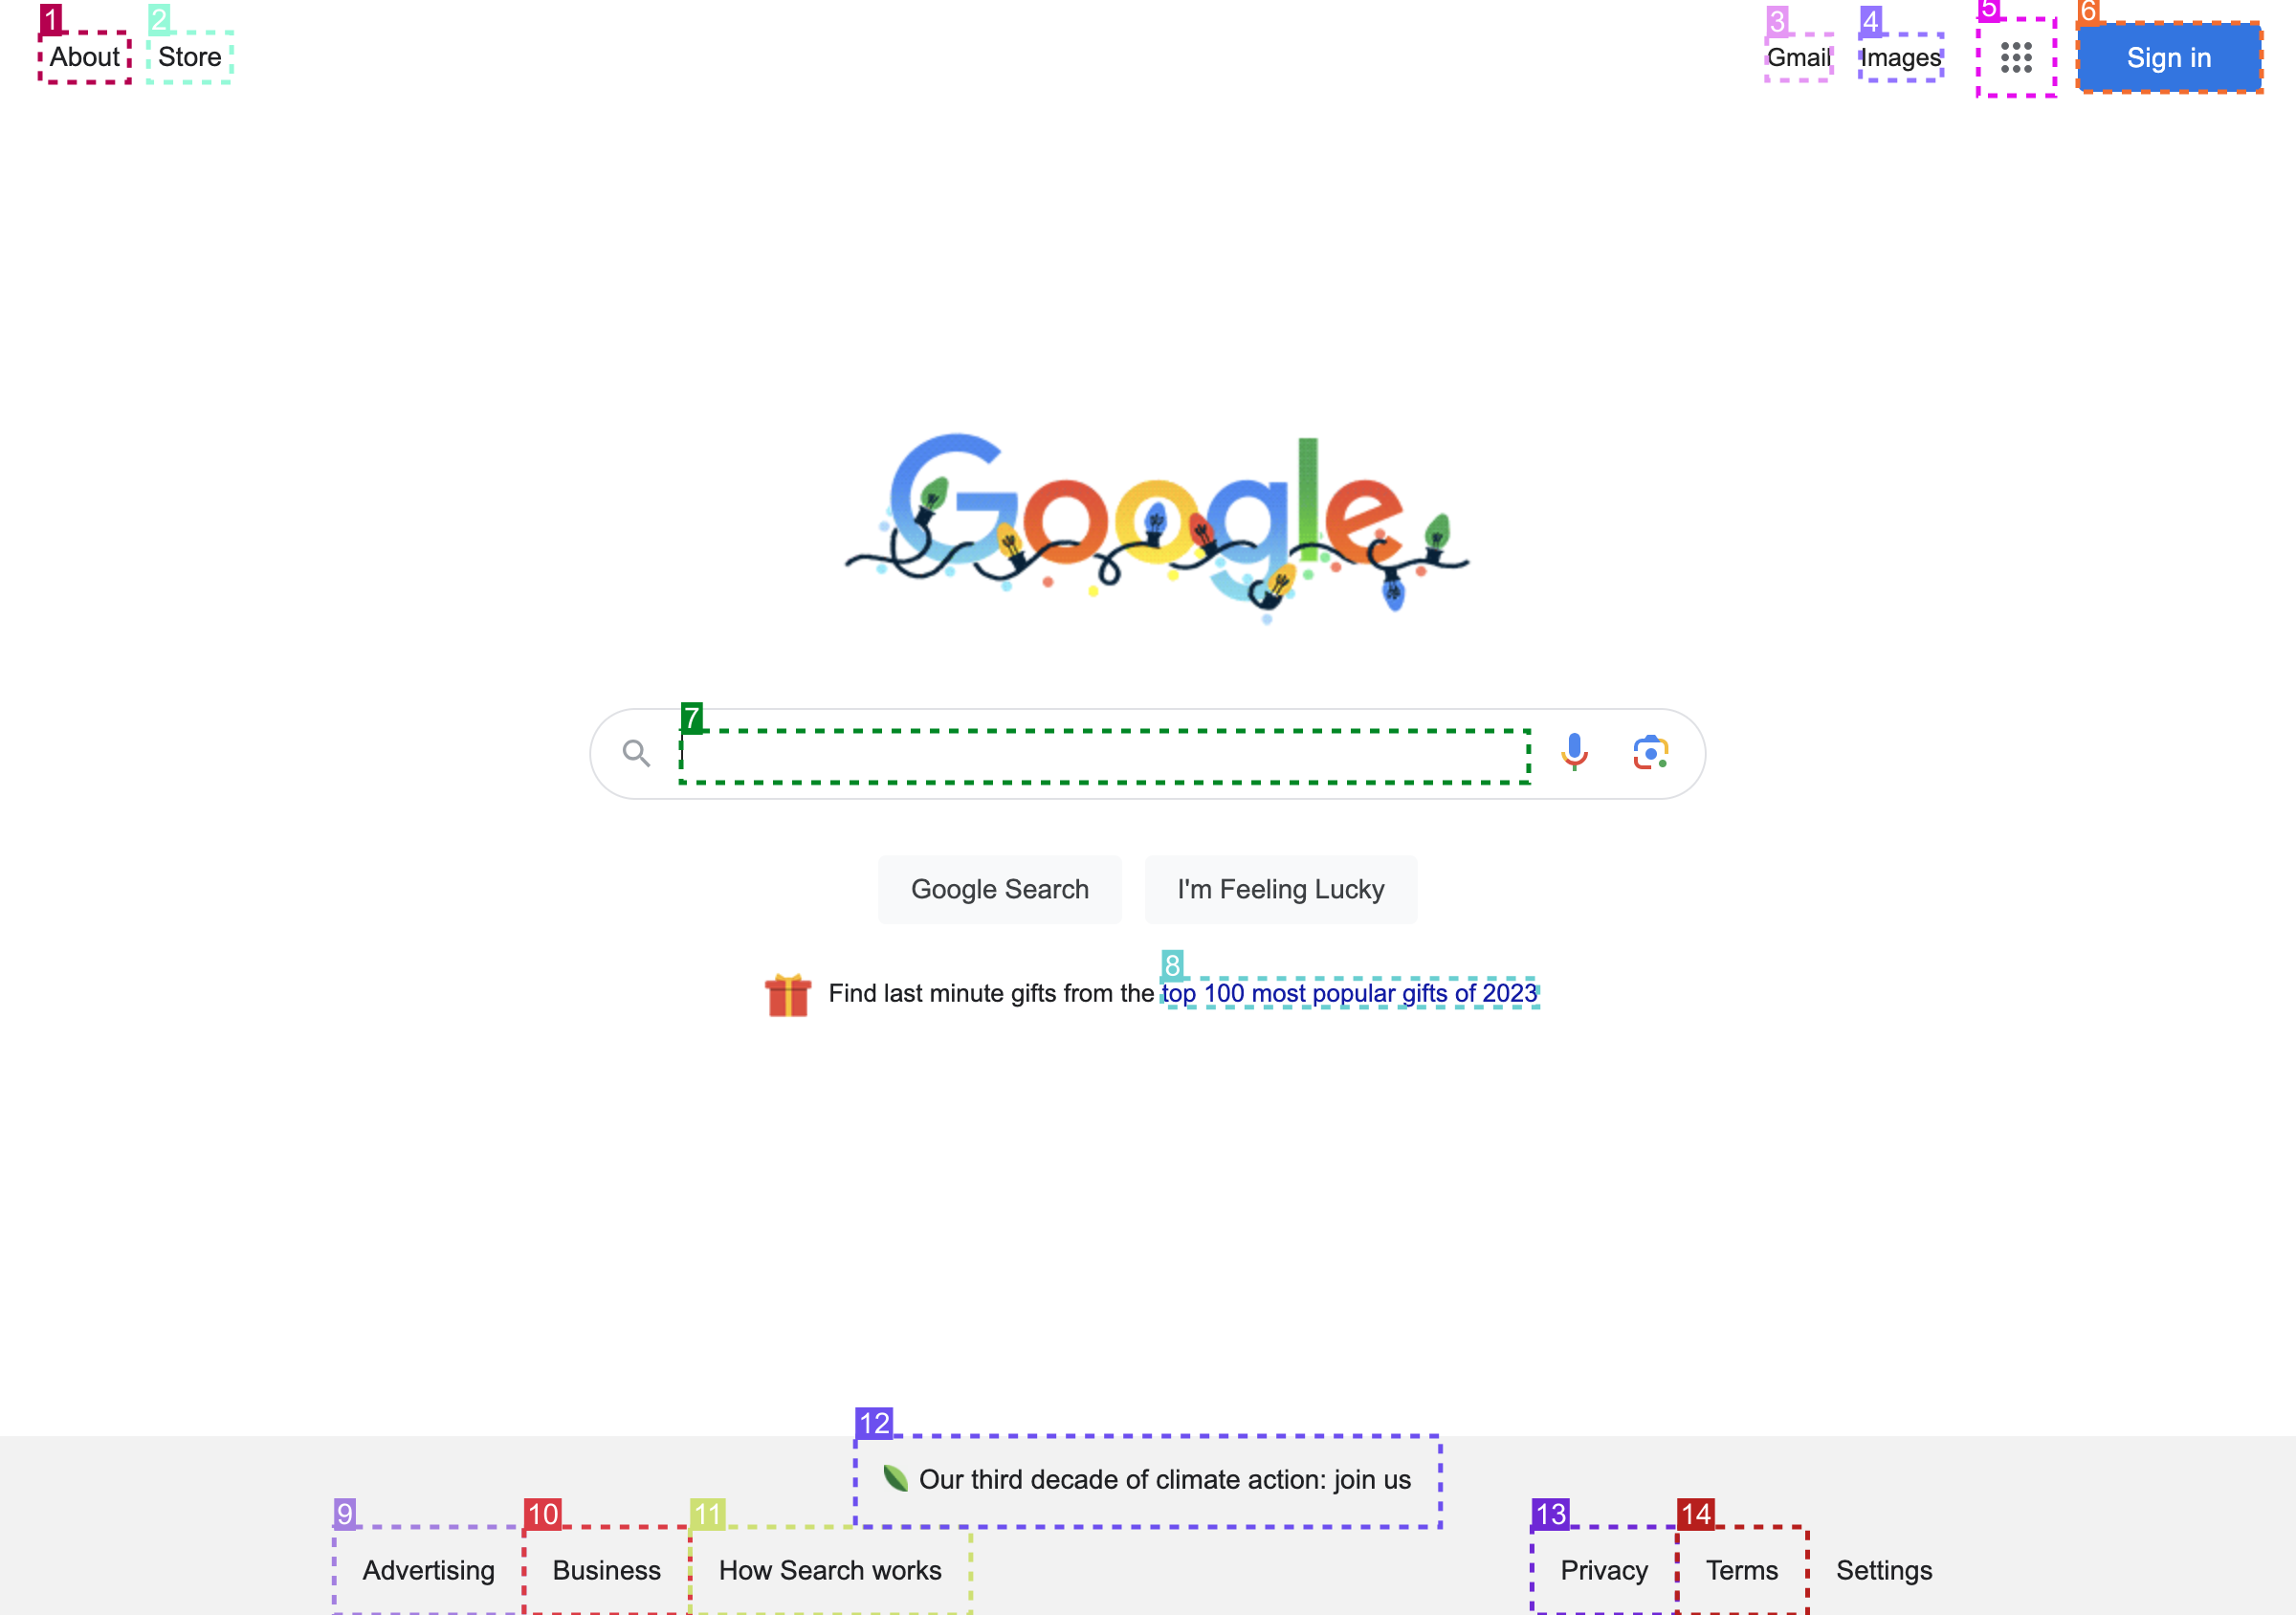 1 2 3 4 5 6
About Store Gmail Images Sign in
Google
7
Google Search I'm Feeling Lucky
8
Find last minute gifts from the top 100 most popular gifts of 2023
12
Our third decade of climate action: join us
9 10 11 13 14
Advertising Business How Search works Privacy Terms Settings